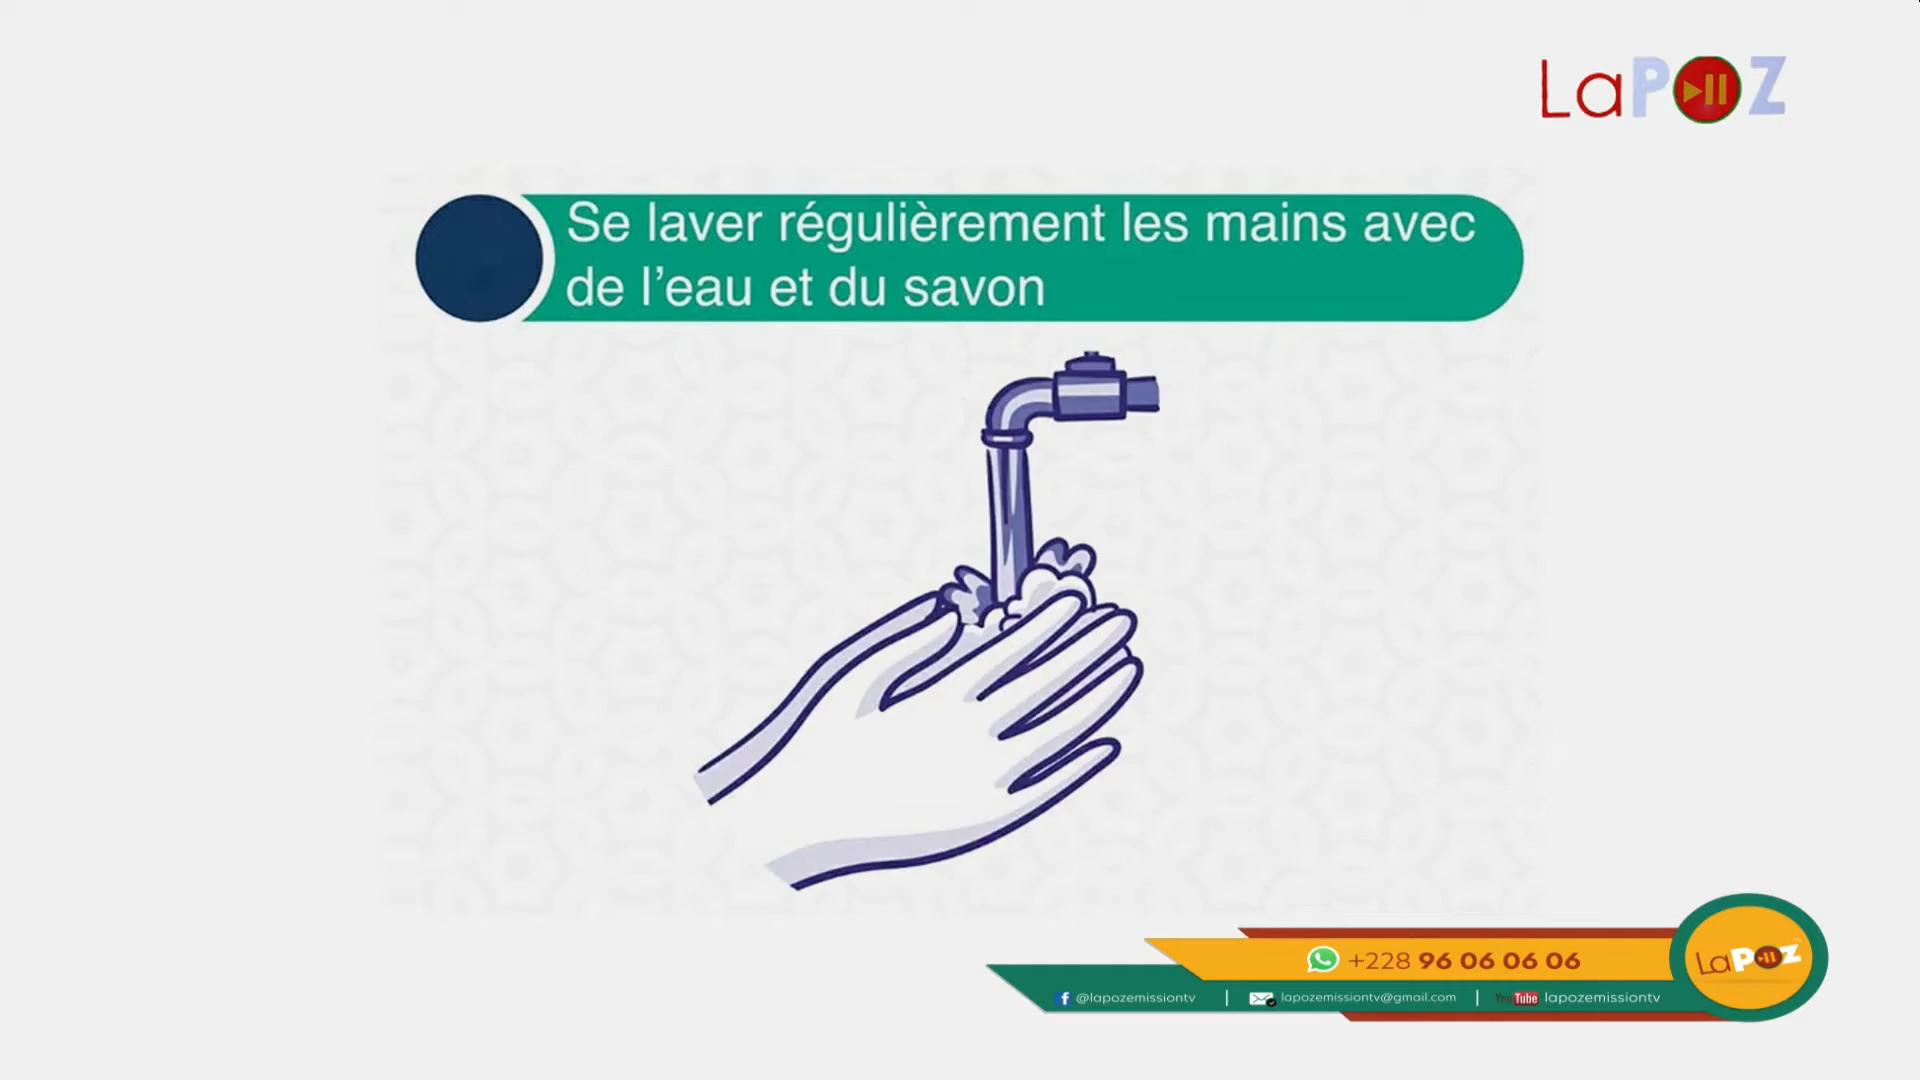 LaPOZ
Se laver régulièrement les mains avec
de l'eau et du savon
+228 96 06 06 06
@lapozemissiontv | lapozemissiontv@gmail.com | YouTube lapozemissiontv
LaPOZ